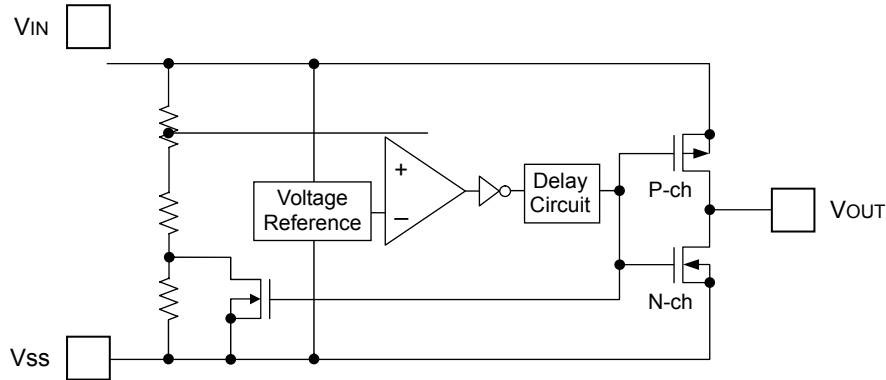 VIN
+
Voltage
Reference
−
Delay
Circuit
P-ch
VOUT
N-ch
Vss